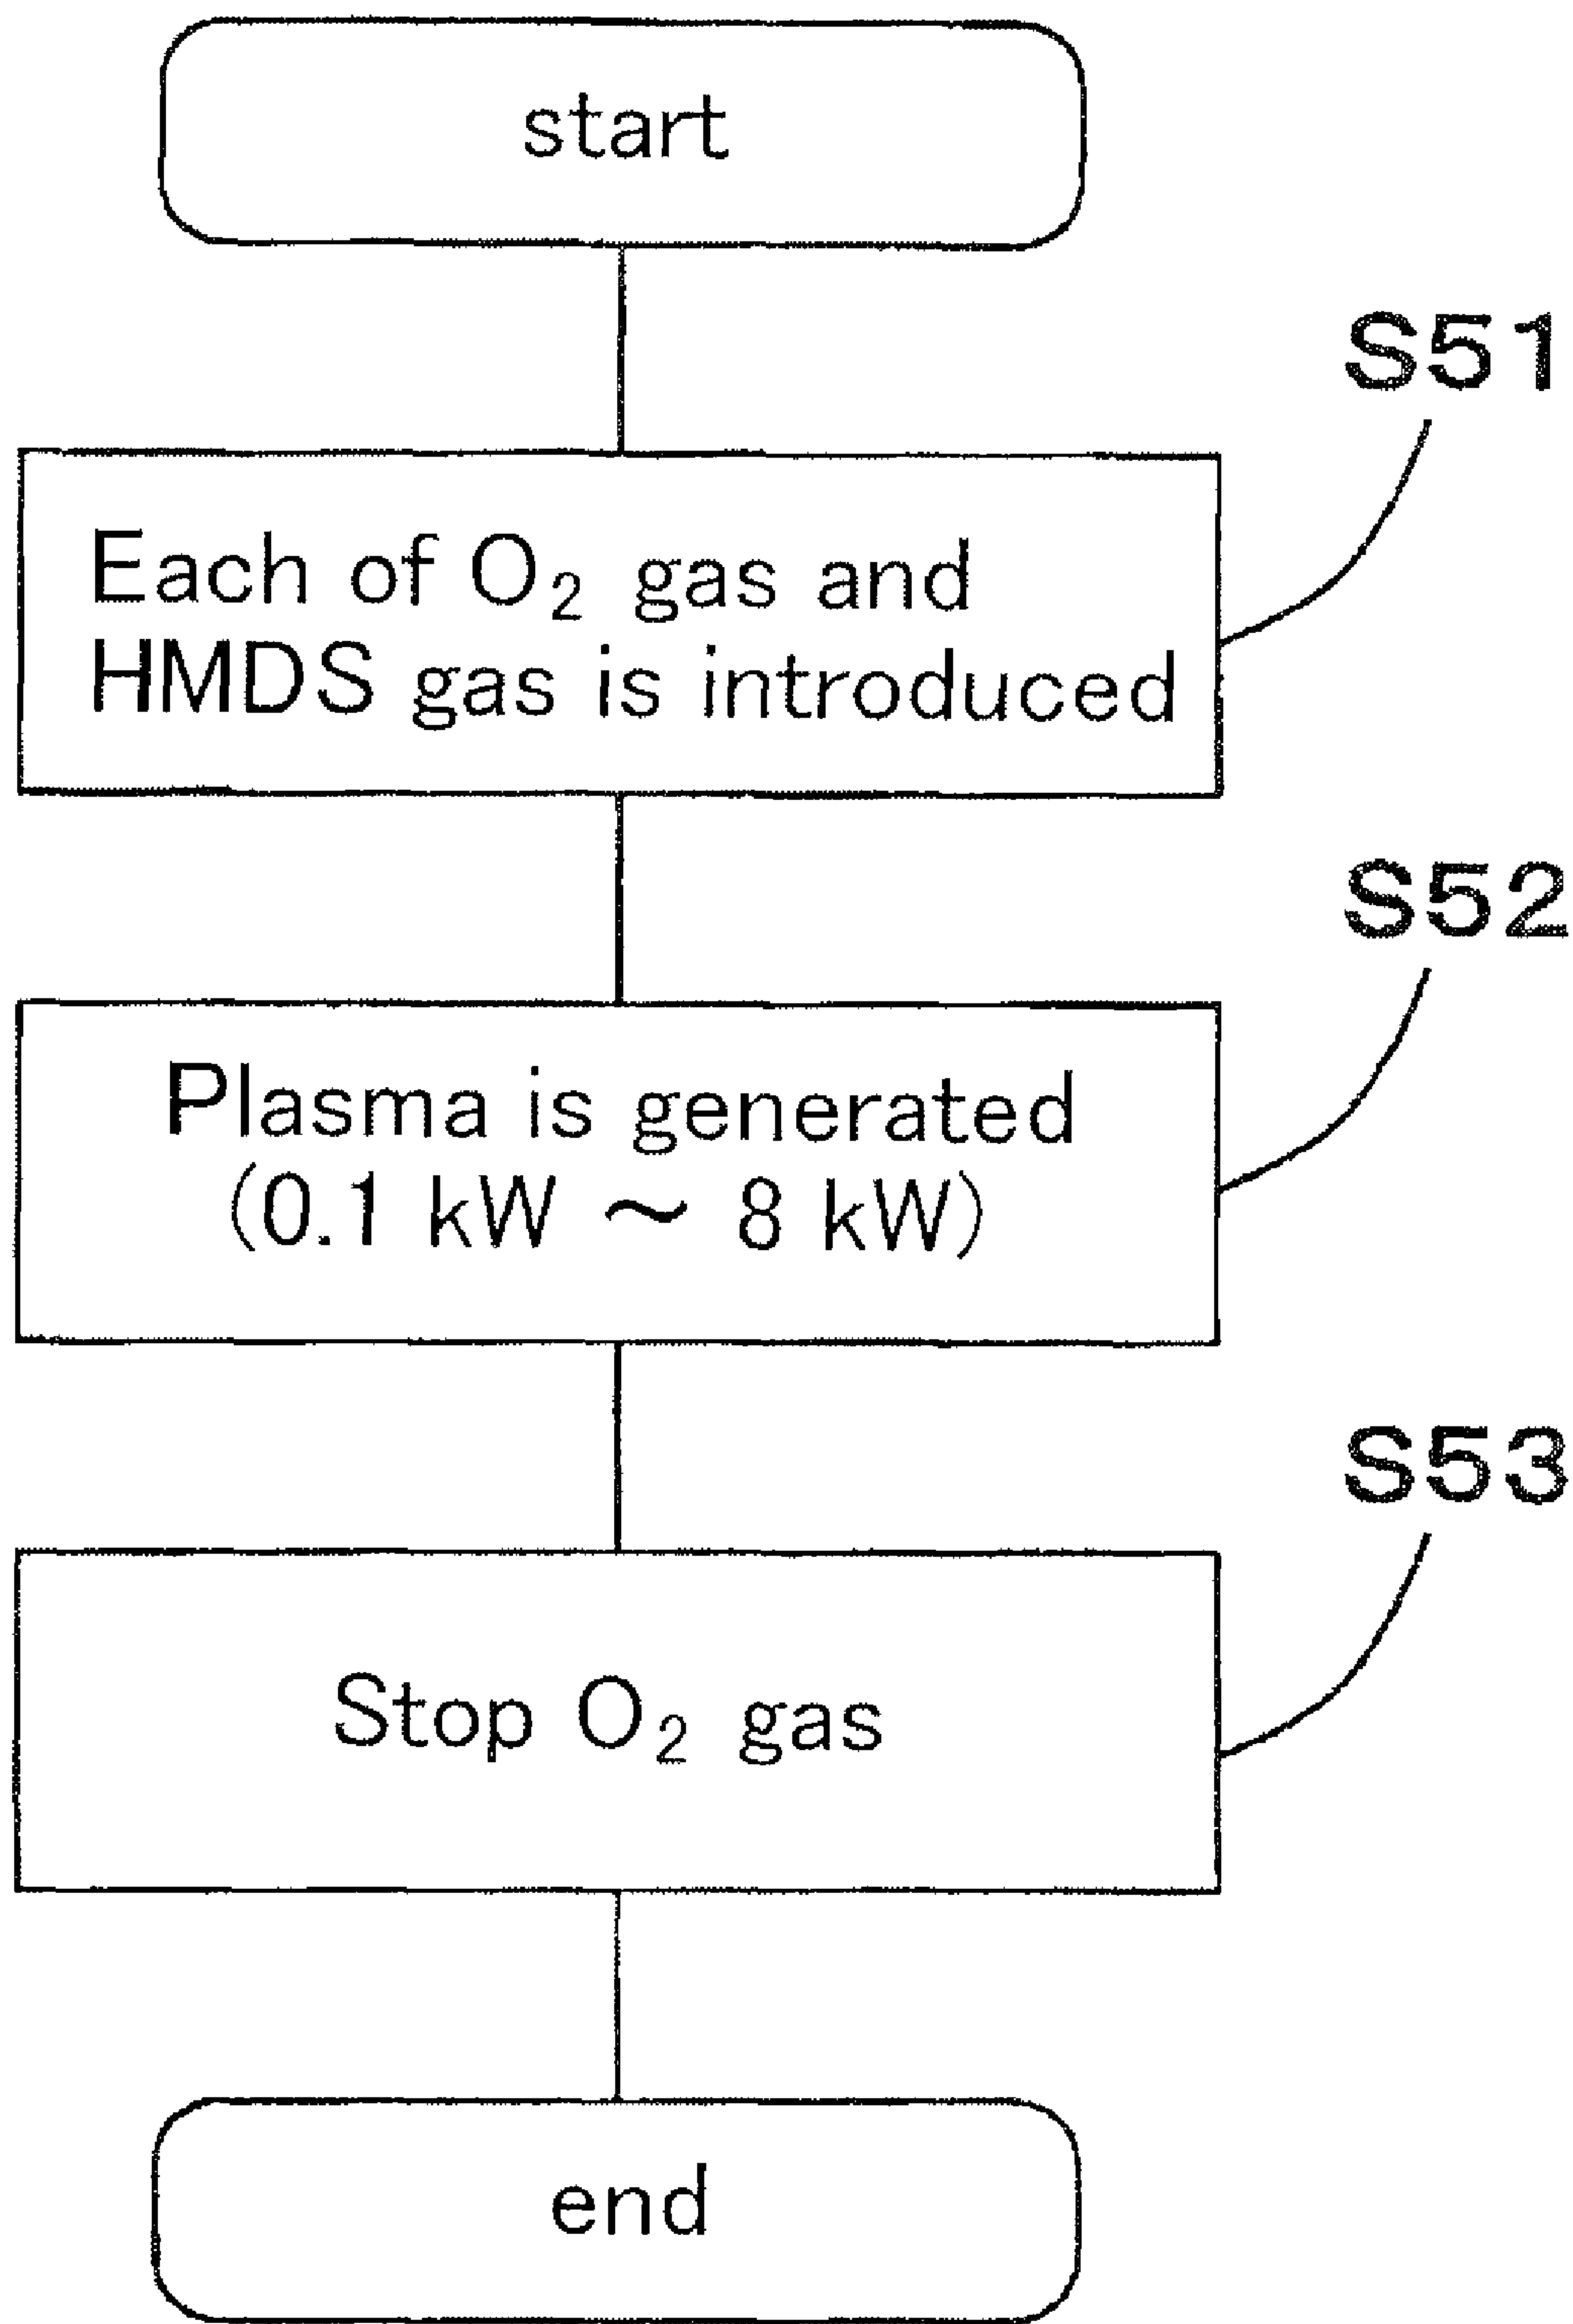 start
S51
Each of O₂ gas and
HMDS gas is introduced
S52
Plasma is generated
(0.1 kW ~ 8 kW)
S53
Stop O₂ gas
end